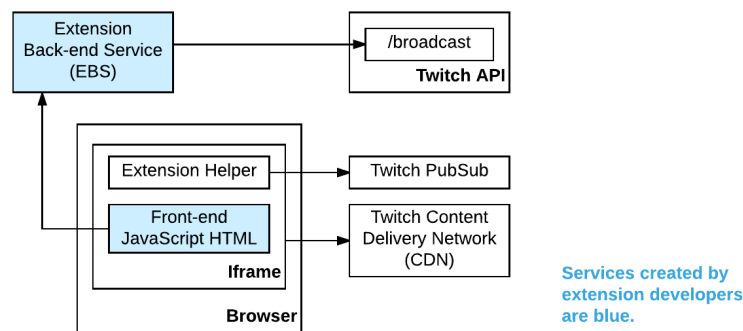 Extension
Back-end Service
(EBS)
/broadcast
Twitch API
Extension Helper
Twitch PubSub
Front-end
JavaScript HTML
Twitch Content
Delivery Network
(CDN)
Iframe
Browser
Services created by
extension developers
are blue.